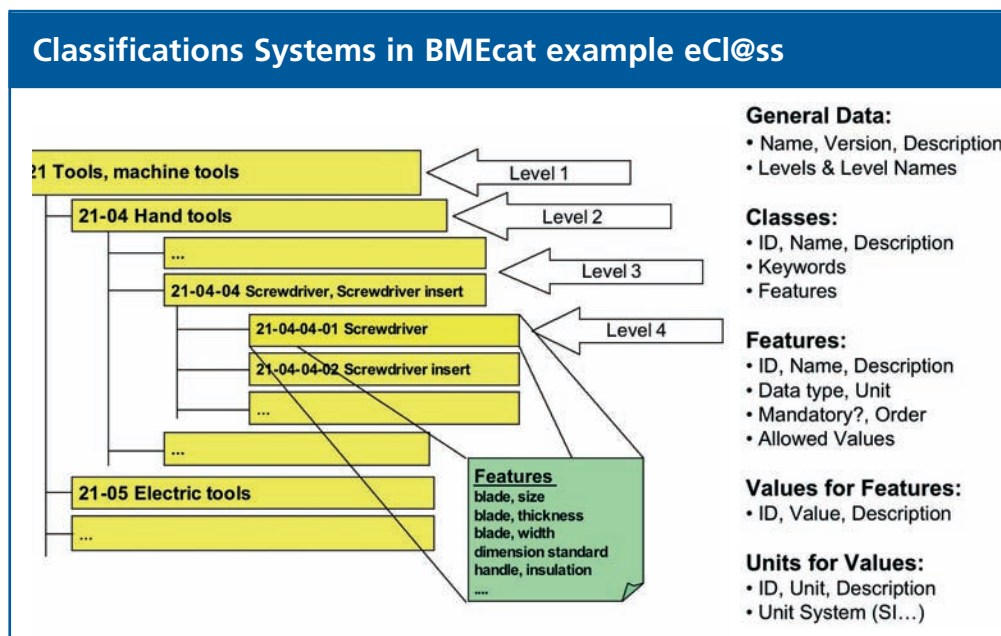 Classifications Systems in BMEcat example eCl@ss
21 Tools, machine tools
Level 1
21-04 Hand tools
Level 2
...
Level 3
21-04-04 Screwdriver, Screwdriver insert
21-04-04-01 Screwdriver
Level 4
21-04-04-02 Screwdriver insert
...
...
21-05 Electric tools
...
Features
blade, size
blade, thickness
blade, width
dimension standard
handle, insulation
....
General Data:
• Name, Version, Description
• Levels & Level Names
Classes:
• ID, Name, Description
• Keywords
• Features
Features:
• ID, Name, Description
• Data type, Unit
• Mandatory?, Order
• Allowed Values
Values for Features:
• ID, Value, Description
Units for Values:
• ID, Unit, Description
• Unit System (SI...)